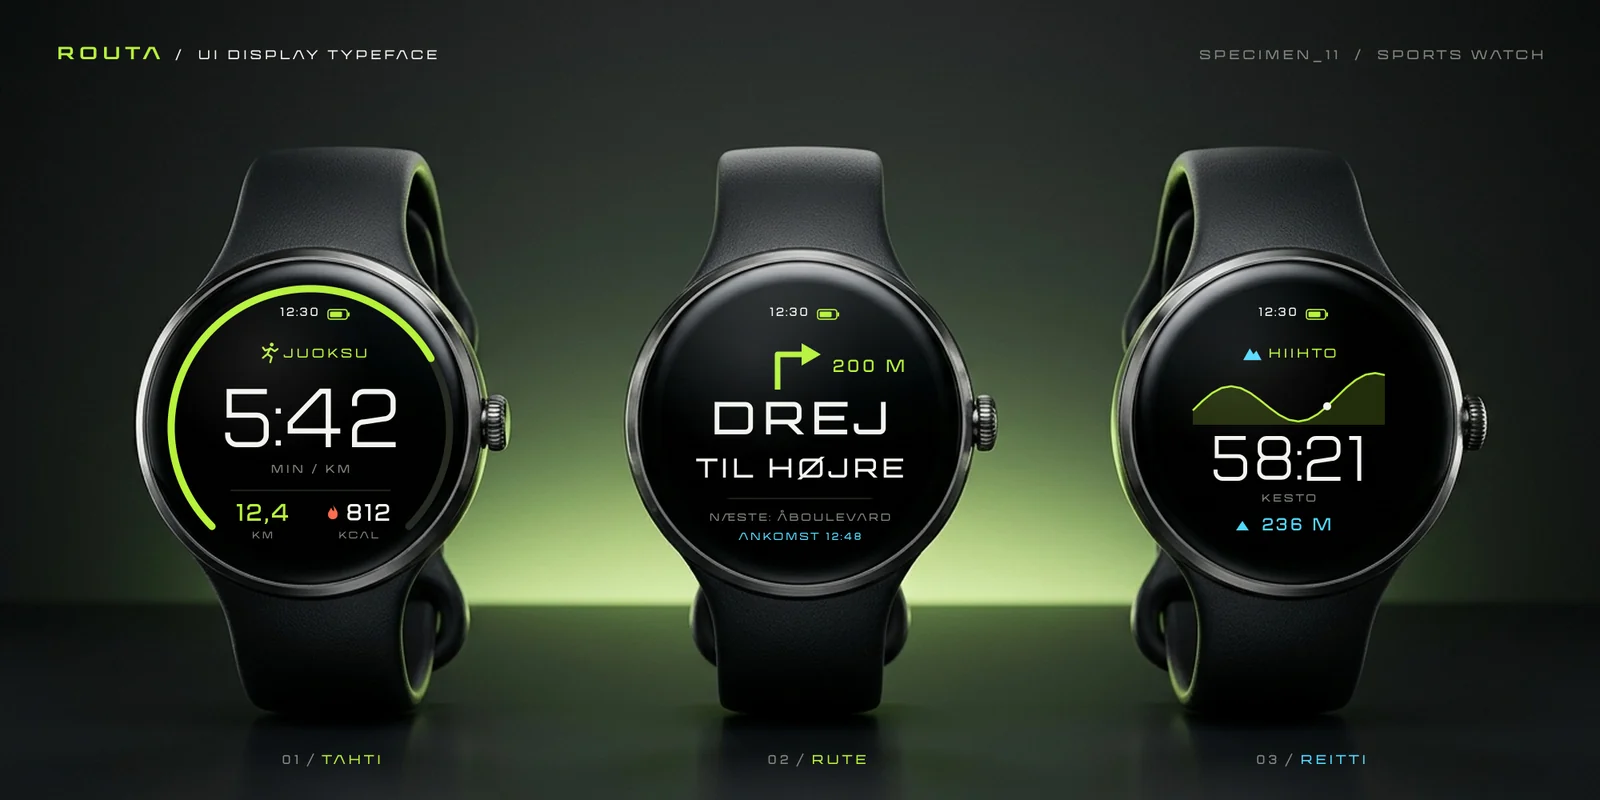 ROUTA / UI DISPLAY TYPEFACE
SPECIMEN_11 / SPORTS WATCH
12:30
JUOKSU
5:42
MIN / KM
12,4
812
KM
KCAL
12:30
200 M
DREJ
TIL HØJRE
NÆSTE: ÅBOULEVARD
ANKOMST 12:48
12:30
HIIHTO
58:21
KESTO
236 M
01 / TAHTI
02 / RUTE
03 / REITTI